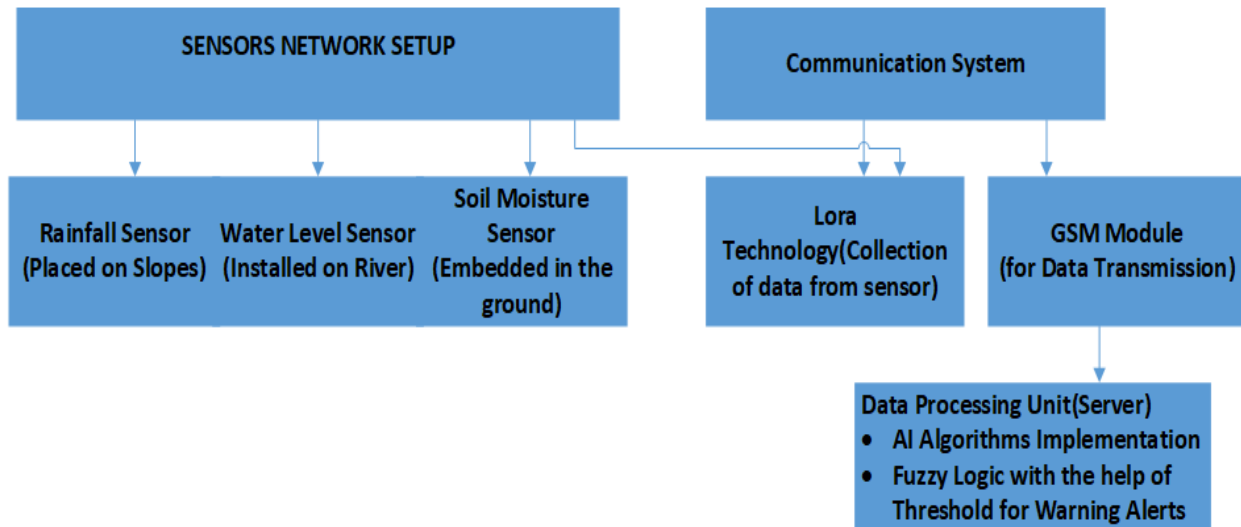 SENSORS NETWORK SETUP
Communication System
Rainfall Sensor
(Placed on Slopes)
Water Level Sensor
(Installed on River)
Soil Moisture
Sensor
(Embedded in the
ground)
Lora
Technology(Collection
of data from sensor)
GSM Module
(for Data Transmission)
Data Processing Unit(Server)
• AI Algorithms Implementation
• Fuzzy Logic with the help of
Threshold for Warning Alerts